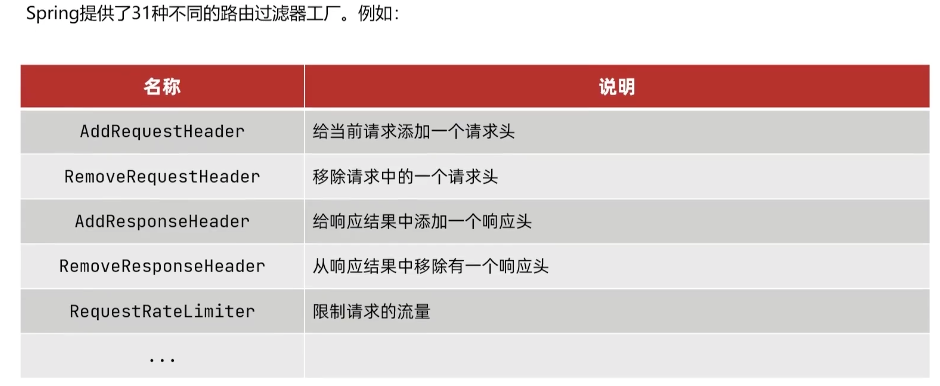 Spring提供了31种不同的路由过滤器工厂。例如：
名称 说明
AddRequestHeader 给当前请求添加一个请求头
RemoveRequestHeader 移除请求中的一个请求头
AddResponseHeader 给响应结果中添加一个响应头
RemoveResponseHeader 从响应结果中移除有一个响应头
RequestRateLimiter 限制请求的流量
...